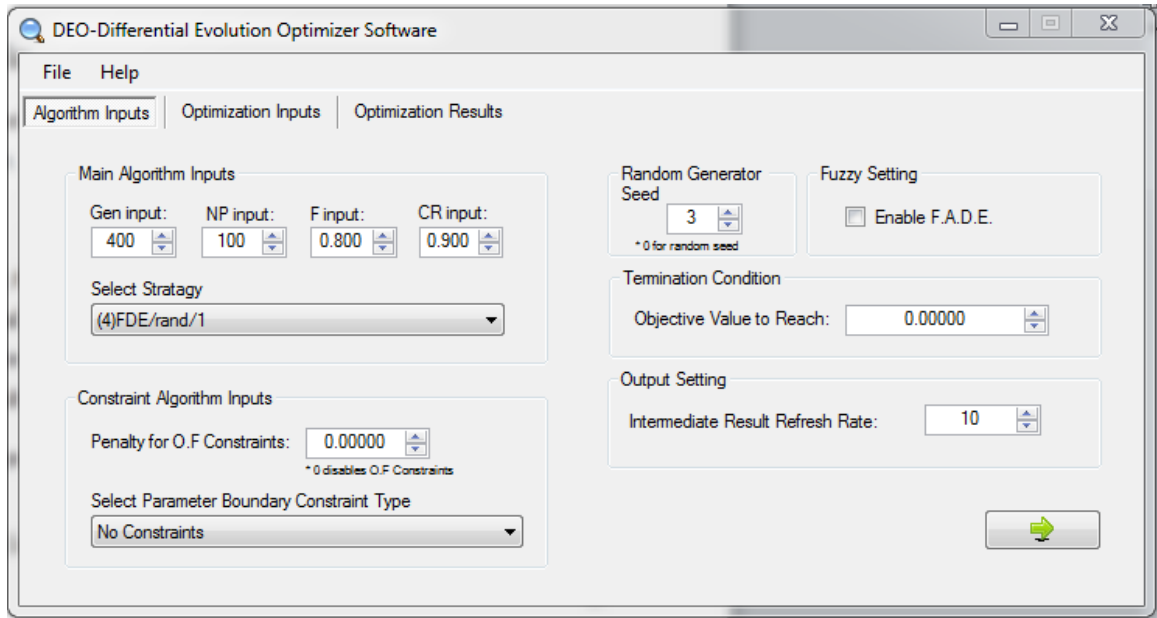 DEO-Differential Evolution Optimizer Software
File Help
Algorithm Inputs Optimization Inputs Optimization Results
Main Algorithm Inputs
Gen input: NP input: F input: CR input:
400 100 0.800 0.900
Select Stratagy
(4)FDE/rand/1
Constraint Algorithm Inputs
Penalty for O.F Constraints: 0.00000
* 0 disables O.F Constraints
Select Parameter Boundary Constraint Type
No Constraints
Random Generator
Seed
3
* 0 for random seed
Fuzzy Setting
Enable F.A.D.E.
Termination Condition
Objective Value to Reach: 0.00000
Output Setting
Intermediate Result Refresh Rate: 10